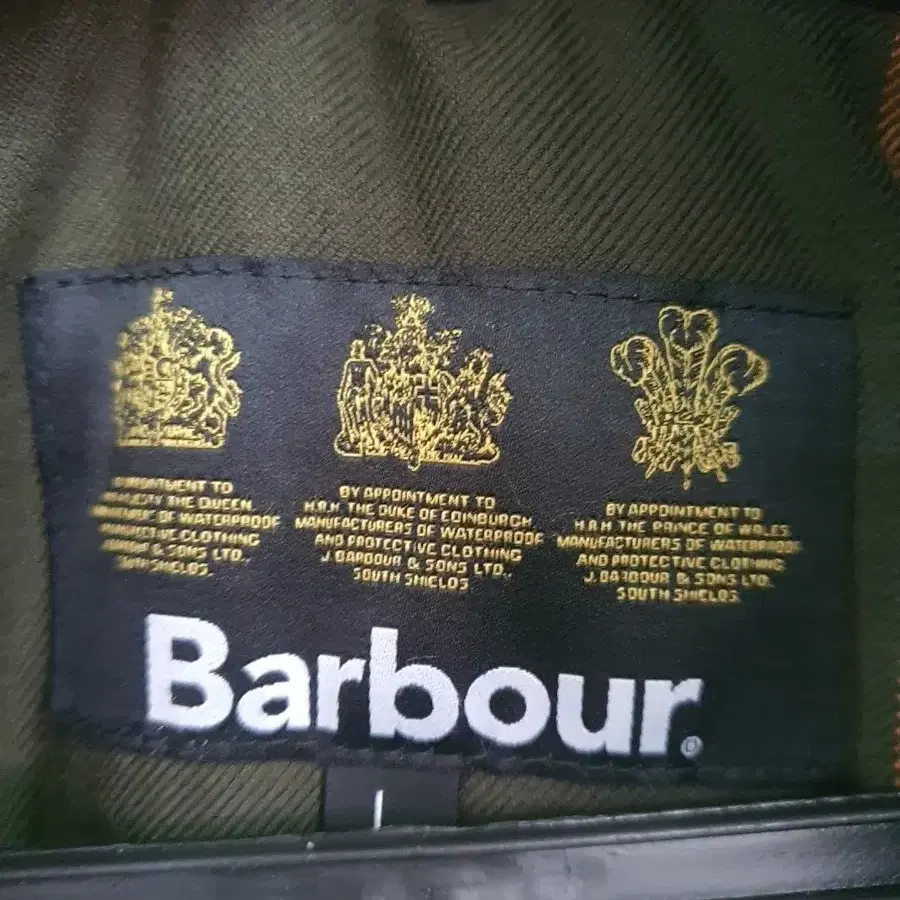 TO
THE QUEEN
OF WATERPROOF
CLOTHING
& SONS LTD.,
SHIELDS.
BY APPOINTMENT TO
H.R.H. THE DUKE OF EDINBURGH
MANUFACTURERS OF WATERPROOF
AND PROTECTIVE CLOTHING
J. BARBOUR & SONS LTD.,
SOUTH SHIELDS
BY APPOINTMENT TO
H.R.H. THE PRINCE OF WALES
MANUFACTURERS OF WATERPROOF
AND PROTECTIVE CLOTHING
J. BARBOUR & SONS LTD.
SOUTH SHIELDS
Barbour.